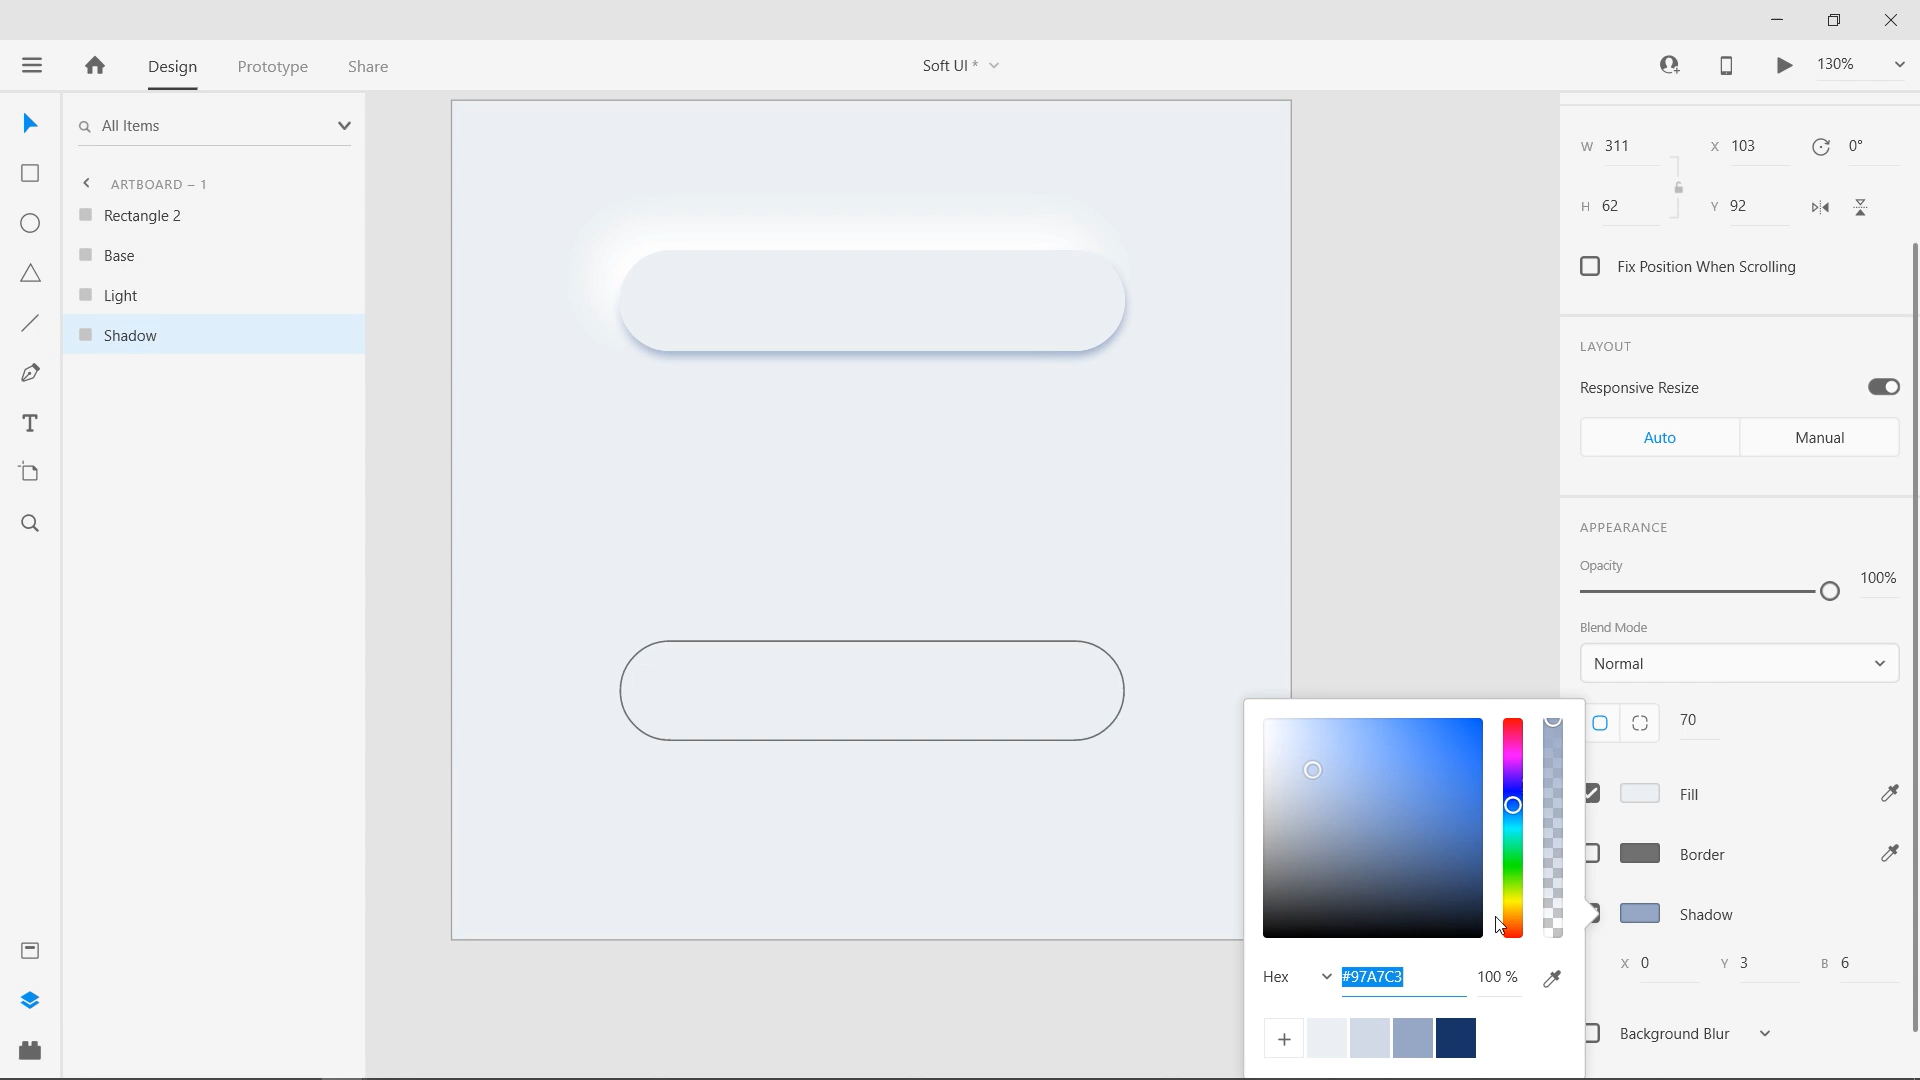 Design
Prototype
Share
Soft UI *
130%
All Items
ARTBOARD – 1
Rectangle 2
Base
Light
Shadow
W 311
X 103
0°
H 62
Y 92
Fix Position When Scrolling
LAYOUT
Responsive Resize
Auto
Manual
APPEARANCE
Opacity
100%
Blend Mode
Normal
70
Fill
Border
Shadow
X 0
Y 3
B 6
Background Blur
Hex
#97A7C3
100 %